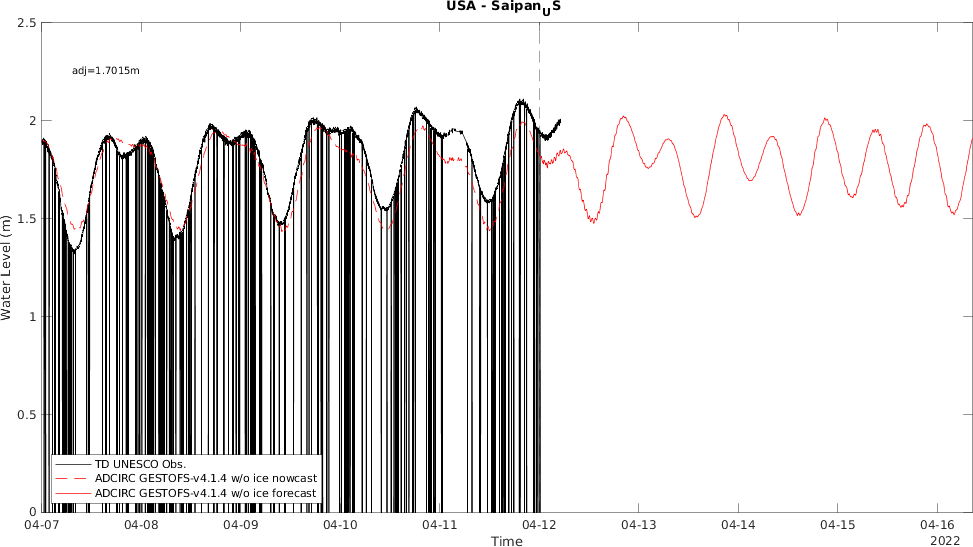 USA - Saipan_US
2.5
adj=1.7015m
2
1.5
Water Level (m)
1
0.5
TD UNESCO Obs.
ADCIRC GESTOFS-v4.1.4 w/o ice nowcast
ADCIRC GESTOFS-v4.1.4 w/o ice forecast
0
04-07 04-08 04-09 04-10 04-11 04-12 04-13 04-14 04-15 04-16
Time 2022